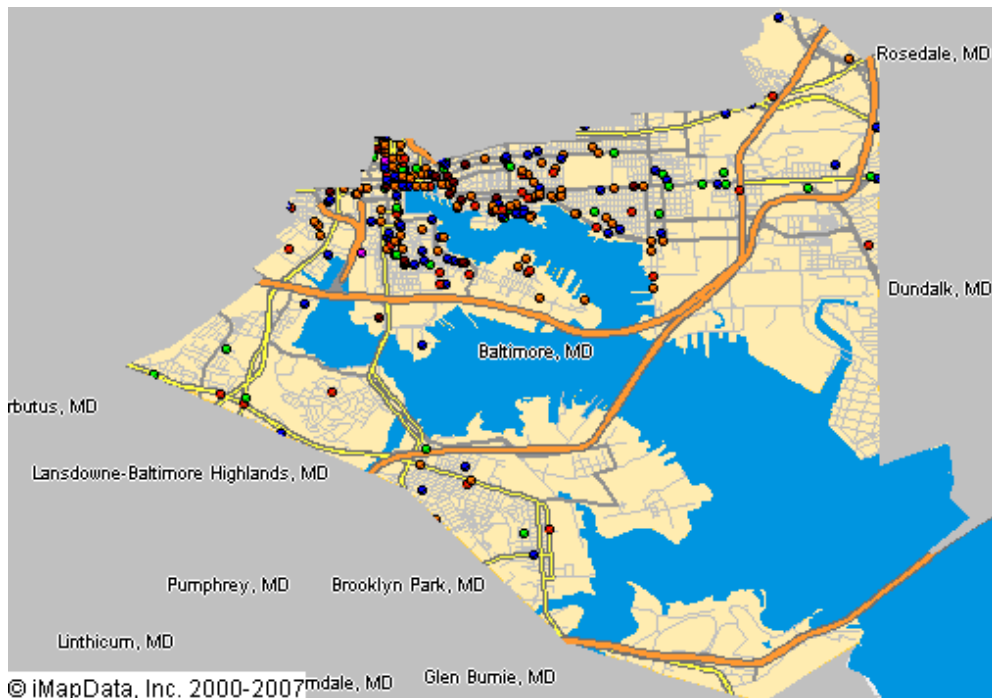 Rosedale, MD
Dundalk, MD
Baltimore, MD
rbutus, MD
Lansdowne-Baltimore Highlands, MD
Pumphrey, MD
Brooklyn Park, MD
Linthicum, MD
Glen Burnie, MD
rndale, MD
© iMapData, Inc. 2000-2007